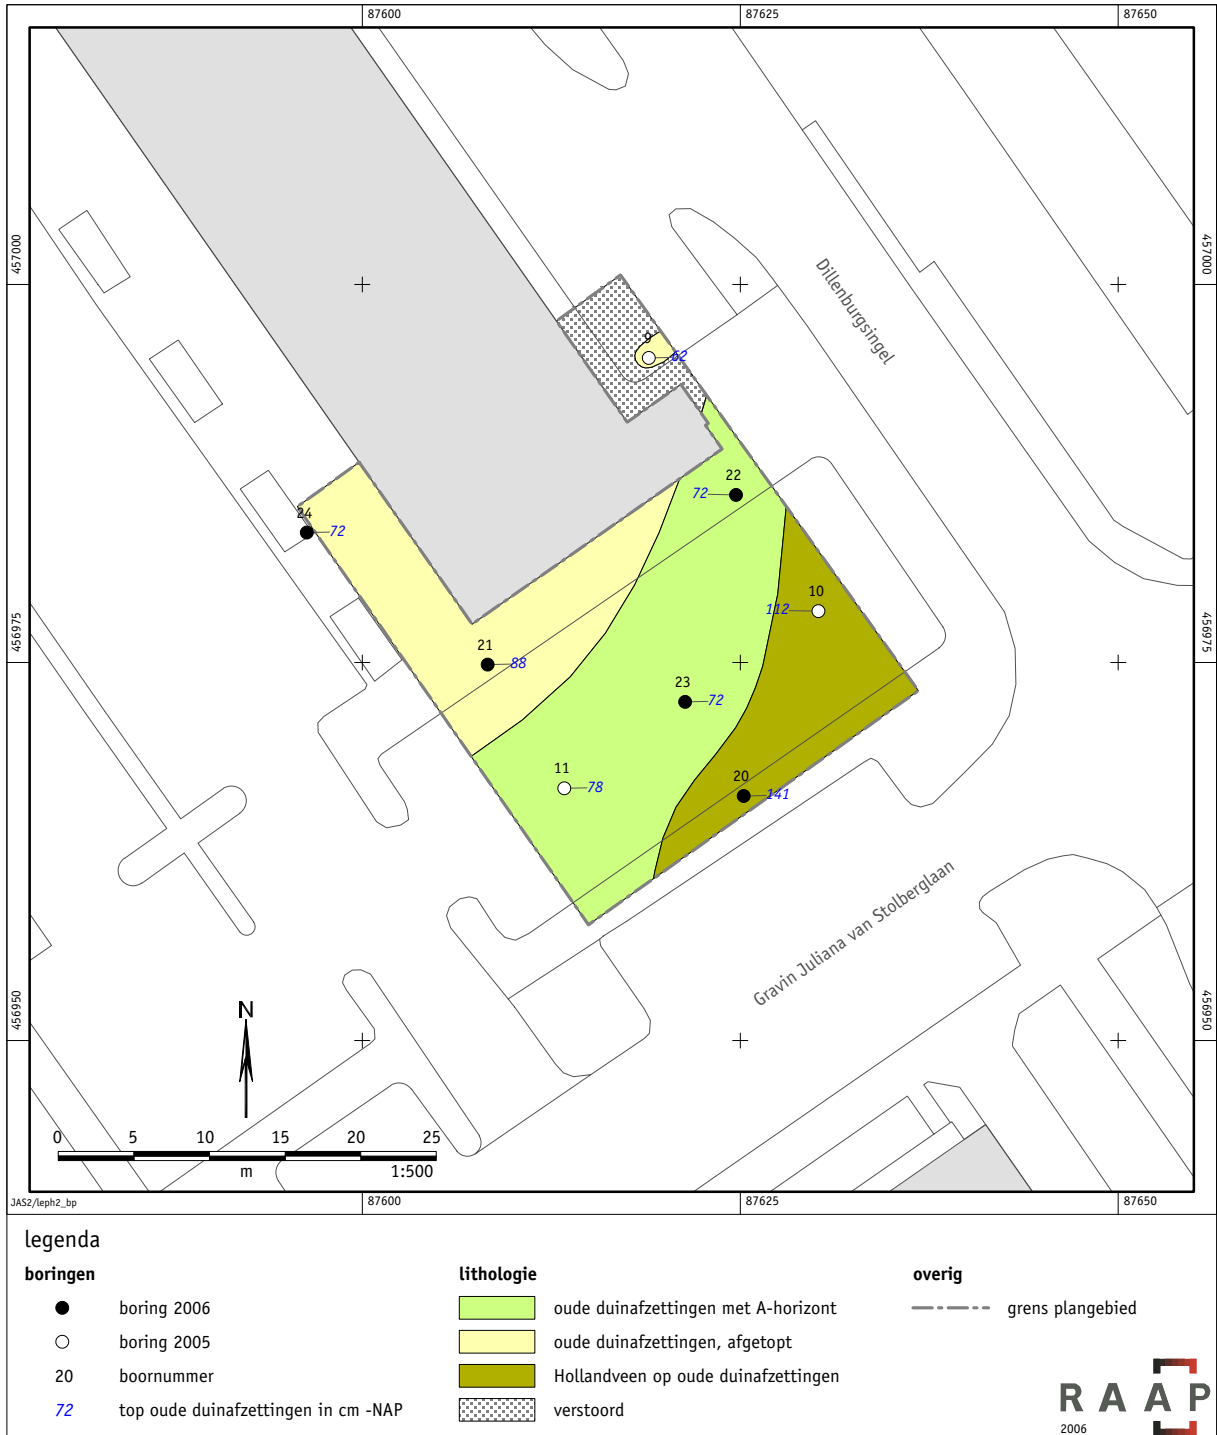 87600
87625
87650
457000
457000
Dillenburgsingel
9
62
22
72
24
72
10
112
456975
456975
21
88
23
72
11
78
20
141
Gravin Juliana van Stolberglaan
456950
456950
N
0 5 10 15 20 25
m 1:500
JAS2/leph2_bp
87600
87625
87650
legenda
boringen
boring 2006
boring 2005
20 boornummer
72 top oude duinafzettingen in cm -NAP
lithologie
oude duinafzettingen met A-horizont
oude duinafzettingen, afgetopt
Hollandveen op oude duinafzettingen
verstoord
overig
grens plangebied
RAAP
2006